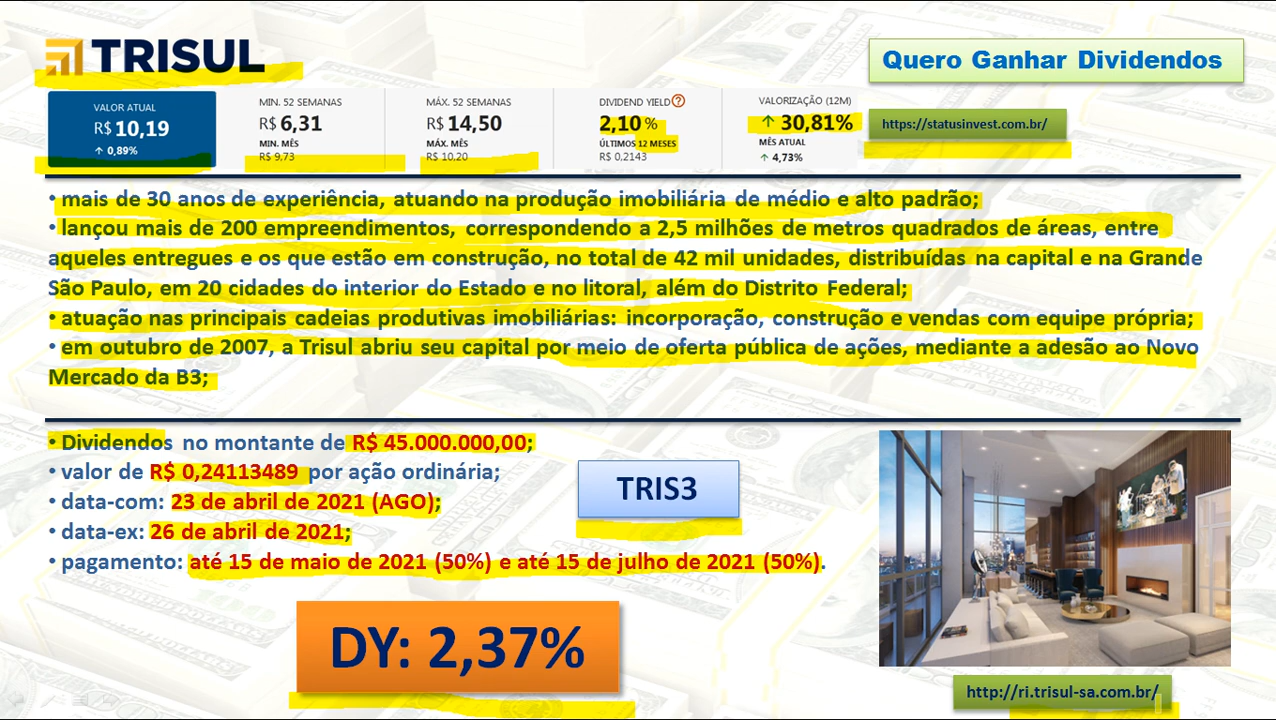 TRISUL
Quero Ganhar Dividendos
VALOR ATUAL
R$ 10,19
↑ 0,89%
MIN. 52 SEMANAS
R$ 6,31
MIN. MÊS
R$ 9,73
MÁX. 52 SEMANAS
R$ 14,50
MÁX. MÊS
R$ 10,20
DIVIDEND YIELD ?
2,10 %
ÚLTIMOS 12 MESES
R$ 0,2143
VALORIZAÇÃO (12M)
↑ 30,81%
MÊS ATUAL
↑ 4,73%
https://statusinvest.com.br/
• mais de 30 anos de experiência, atuando na produção imobiliária de médio e alto padrão;
• lançou mais de 200 empreendimentos, correspondendo a 2,5 milhões de metros quadrados de áreas, entre
aqueles entregues e os que estão em construção, no total de 42 mil unidades, distribuídas na capital e na Grande
São Paulo, em 20 cidades do interior do Estado e no litoral, além do Distrito Federal;
• atuação nas principais cadeias produtivas imobiliárias: incorporação, construção e vendas com equipe própria;
• em outubro de 2007, a Trisul abriu seu capital por meio de oferta pública de ações, mediante a adesão ao Novo
Mercado da B3;
• Dividendos no montante de R$ 45.000.000,00;
• valor de R$ 0,24113489 por ação ordinária;
• data-com: 23 de abril de 2021 (AGO);
• data-ex: 26 de abril de 2021;
• pagamento: até 15 de maio de 2021 (50%) e até 15 de julho de 2021 (50%).
TRIS3
DY: 2,37%
http://ri.trisul-sa.com.br/